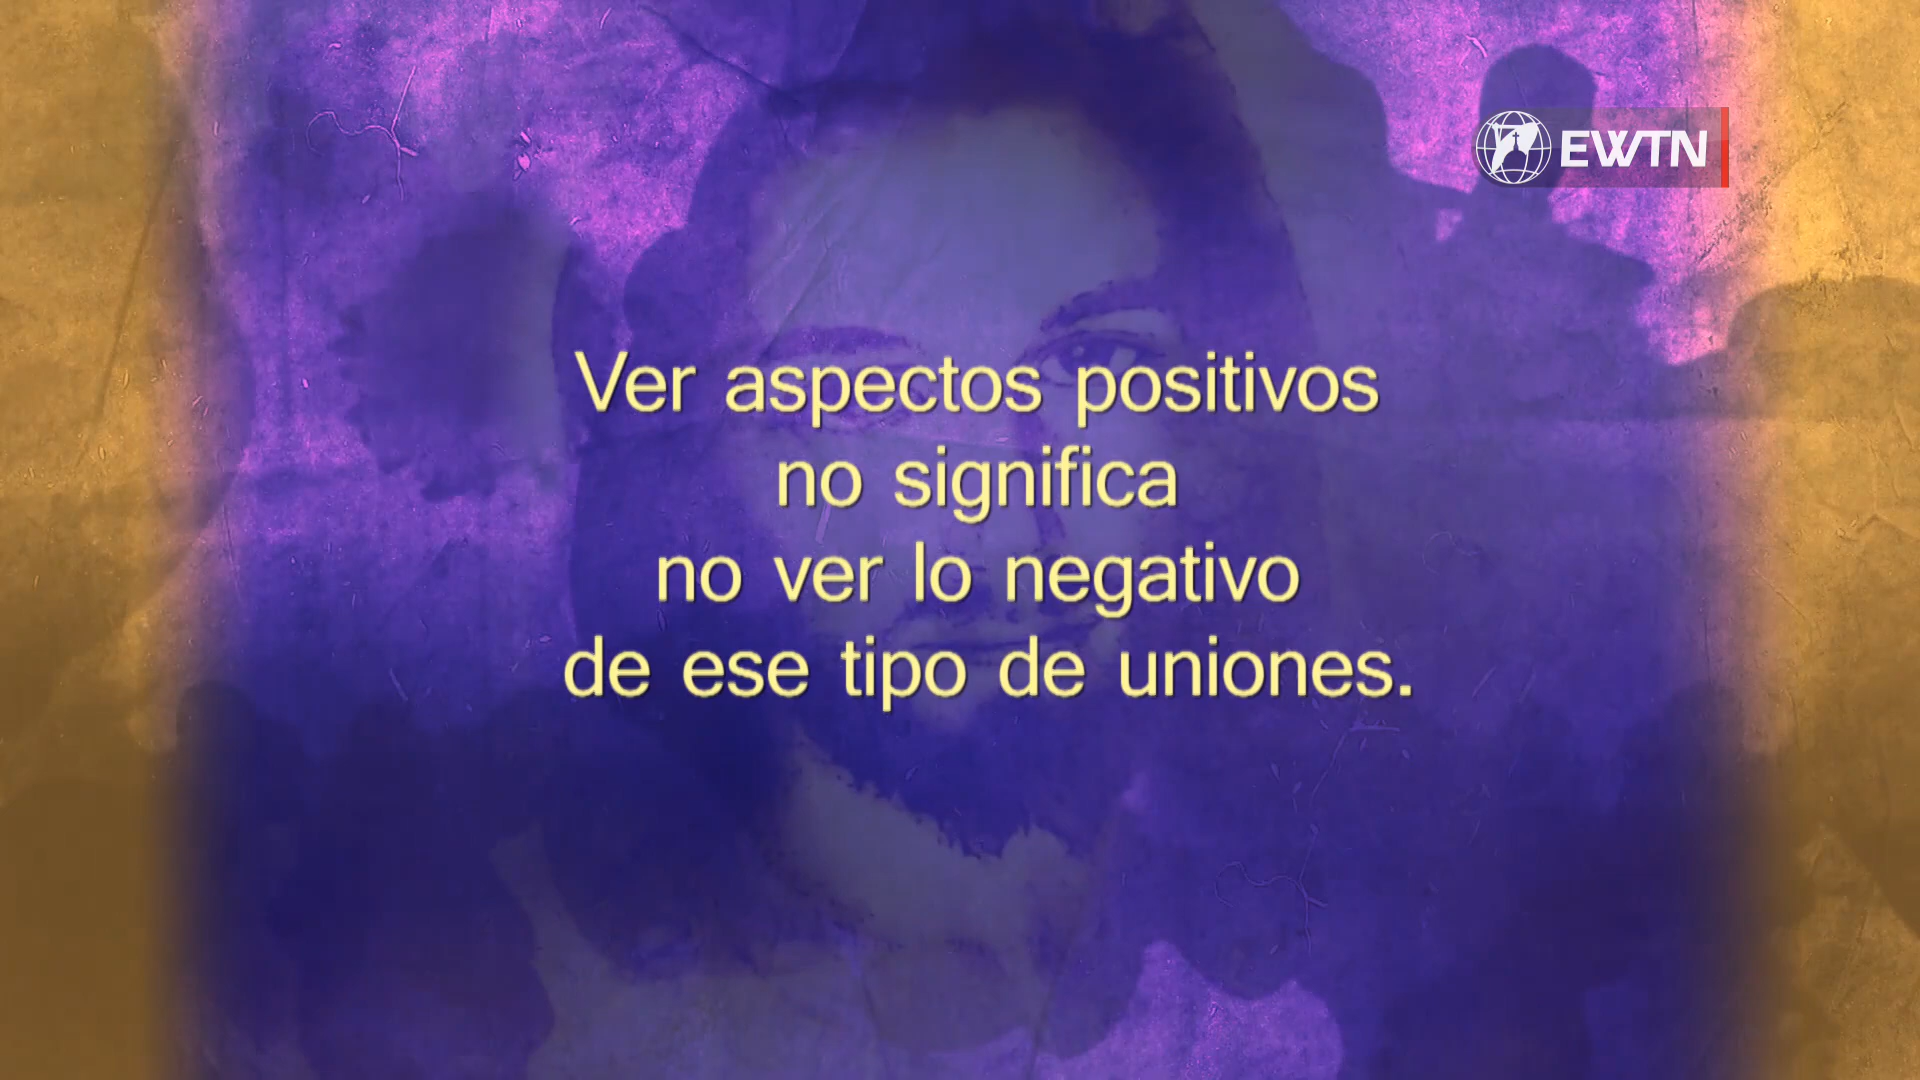 EWTN
Ver aspectos positivos
no significa
no ver lo negativo
de ese tipo de uniones.